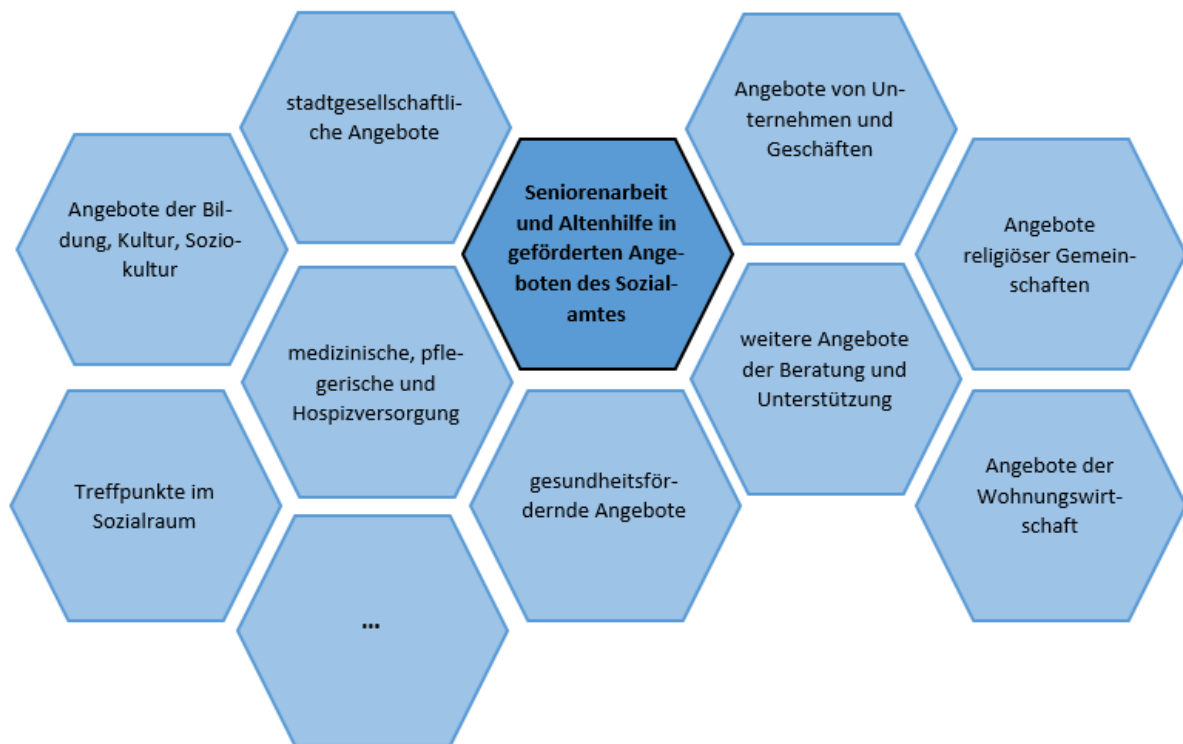 stadtgesellschaftli-
che Angebote
Angebote von Un-
ternehmen und
Geschäften
Seniorenarbeit
und Altenhilfe in
geförderten Ange-
boten des Sozial-
amtes
Angebote der Bil-
dung, Kultur, Sozio-
kultur
Angebote
religiöser Gemein-
schaften
medizinische, pfle-
gerische und
Hospizversorgung
weitere Angebote
der Beratung und
Unterstützung
Treffpunkte im
Sozialraum
gesundheitsför-
dernde Angebote
Angebote der
Wohnungswirt-
schaft
...